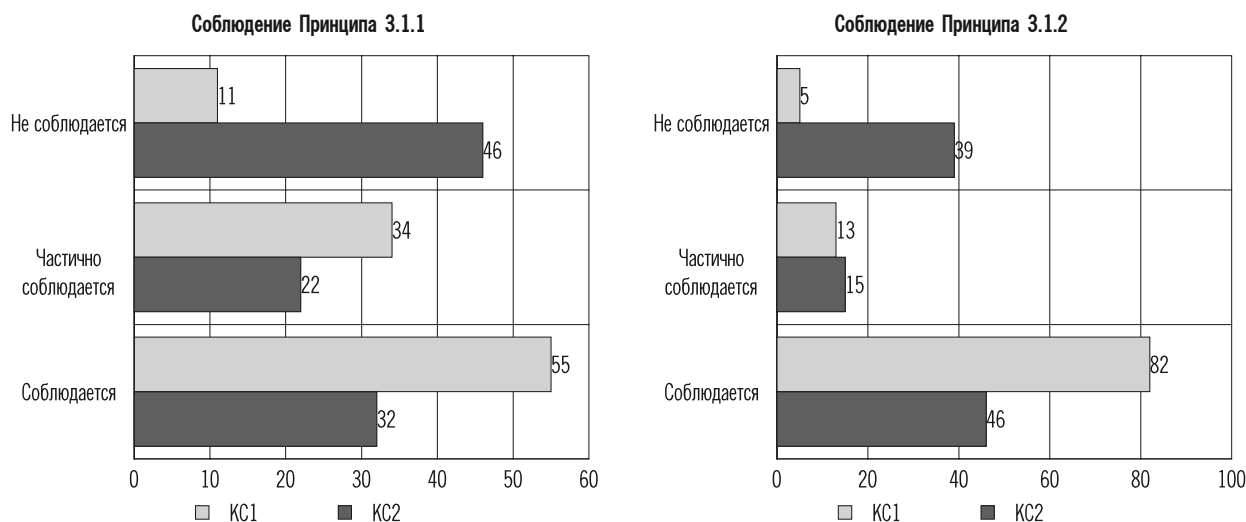 Соблюдение Принципа 3.1.1
Не соблюдается
11
46
Частично
соблюдается
34
22
Соблюдается
55
32
0 10 20 30 40 50 60
КС1 КС2
Соблюдение Принципа 3.1.2
Не соблюдается
5
39
Частично
соблюдается
13
15
Соблюдается
82
46
0 20 40 60 80 100
КС1 КС2